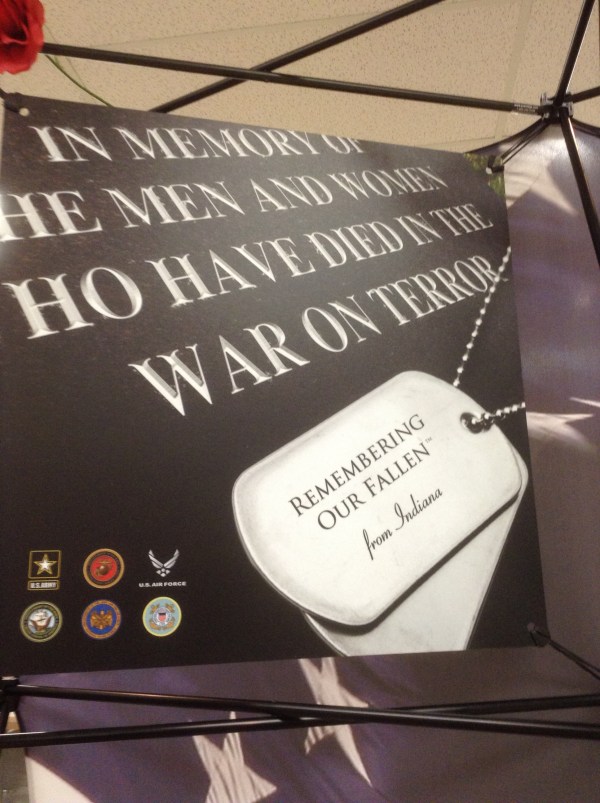 IN MEMORY OF
HE MEN AND WOMEN
HO HAVE DIED IN THE
WAR ON TERROR
REMEMBERING
OUR FALLEN™
from Indiana
U.S. ARMY
U.S. AIR FORCE